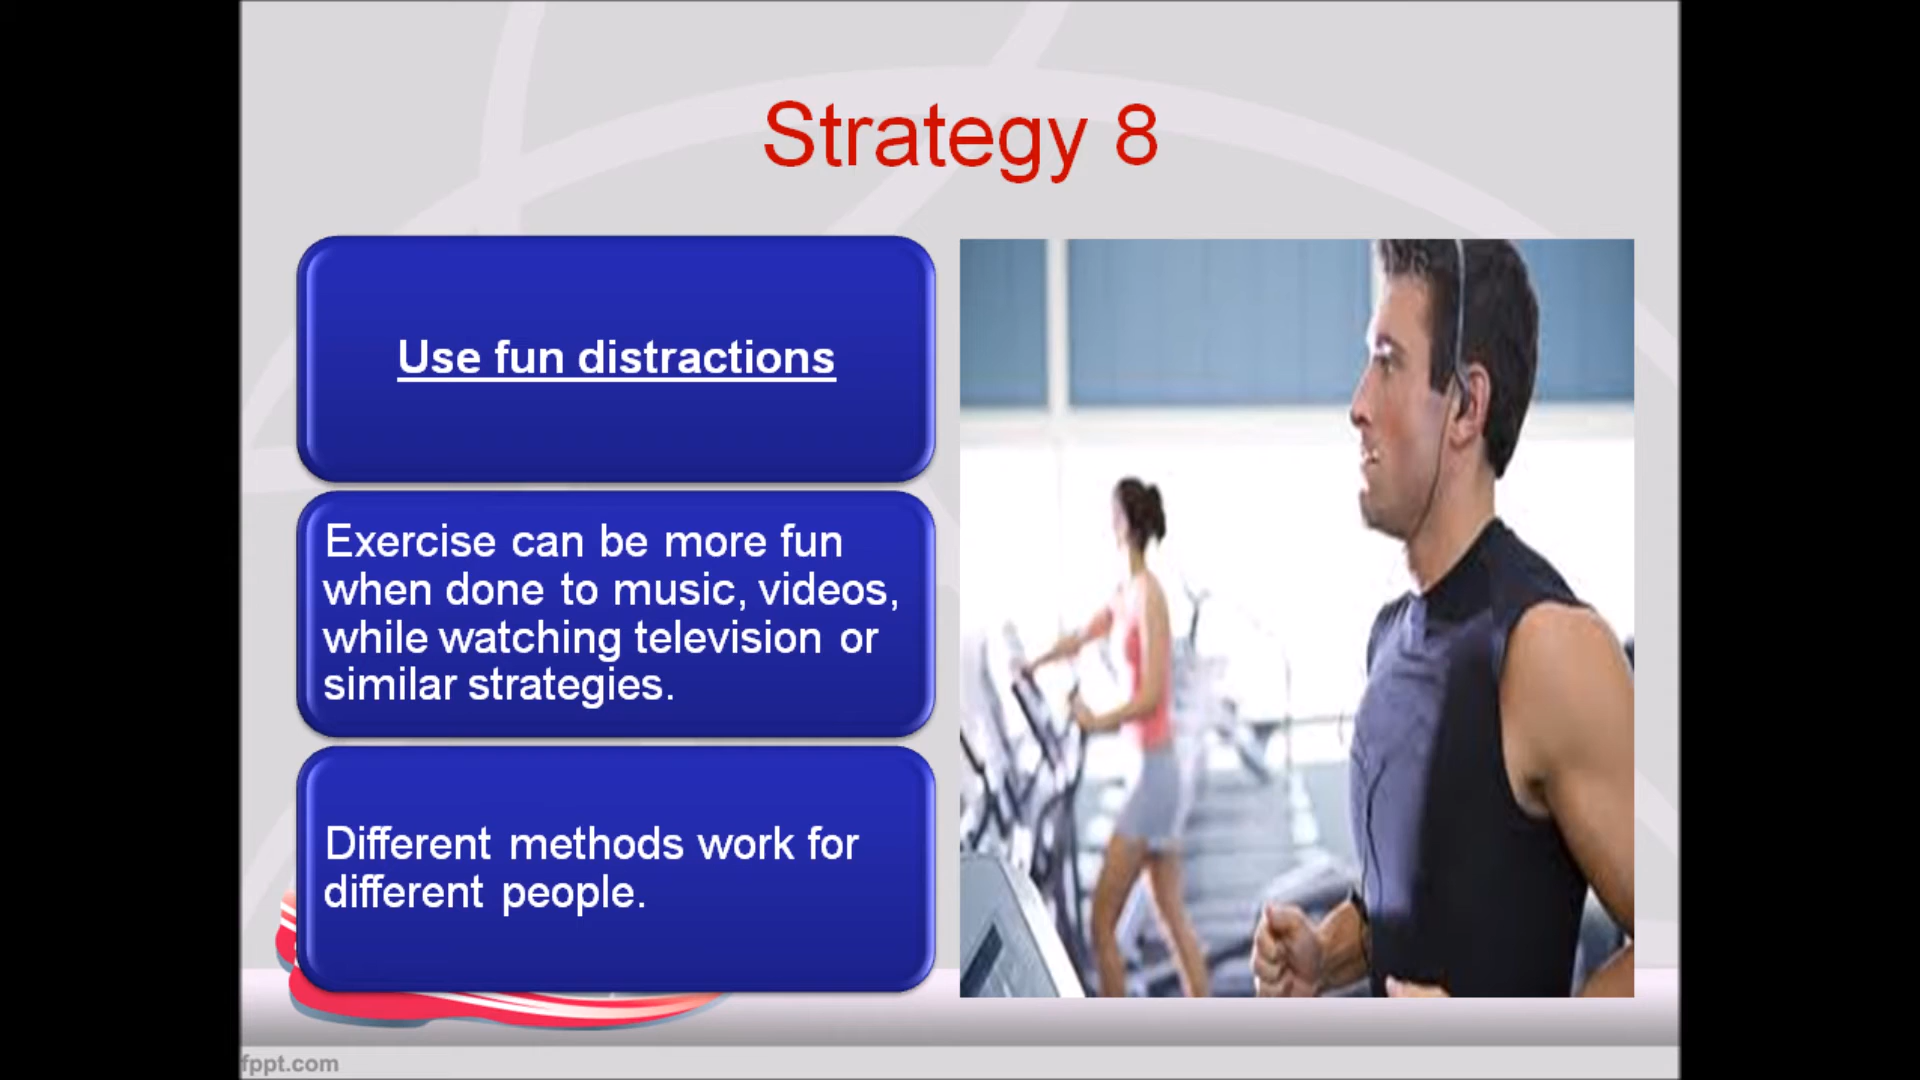 Strategy 8
Use fun distractions
Exercise can be more fun
when done to music, videos,
while watching television or
similar strategies.
Different methods work for
different people.
fppt.com